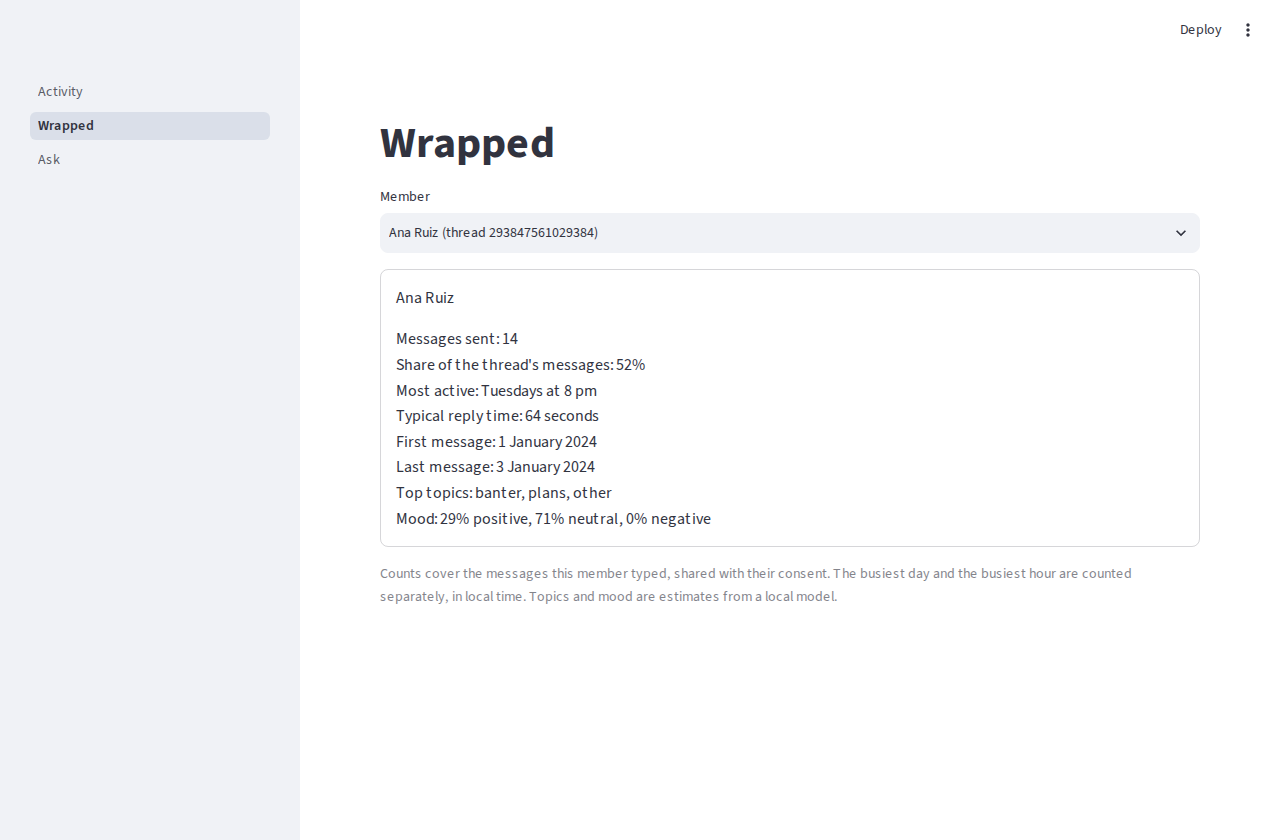 Deploy
Activity
Wrapped
Ask
Wrapped
Member
Ana Ruiz (thread 293847561029384)
Ana Ruiz
Messages sent: 14
Share of the thread's messages: 52%
Most active: Tuesdays at 8 pm
Typical reply time: 64 seconds
First message: 1 January 2024
Last message: 3 January 2024
Top topics: banter, plans, other
Mood: 29% positive, 71% neutral, 0% negative
Counts cover the messages this member typed, shared with their consent. The busiest day and the busiest hour are counted
separately, in local time. Topics and mood are estimates from a local model.